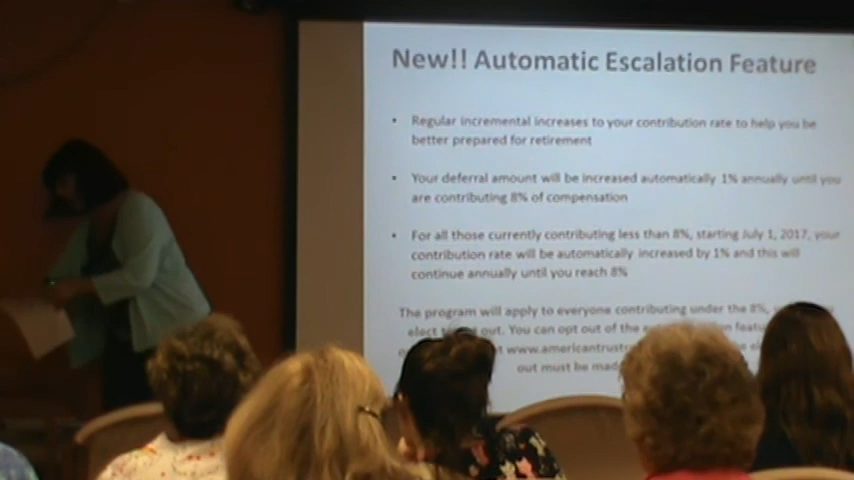 New!! Automatic Escalation Feature
• Regular incremental increases to your contribution rate to help you be
better prepared for retirement
• Your deferral amount will be increased automatically 1% annually until you
are contributing 8% of compensation
• For all those currently contributing less than 8%, starting July 1, 2017, your
contribution rate will be automatically increased by 1% and this will
continue annually until you reach 8%
The program will apply to everyone contributing under the 8%,
elect out. You can opt out of the
www.americantrust
out must be mad